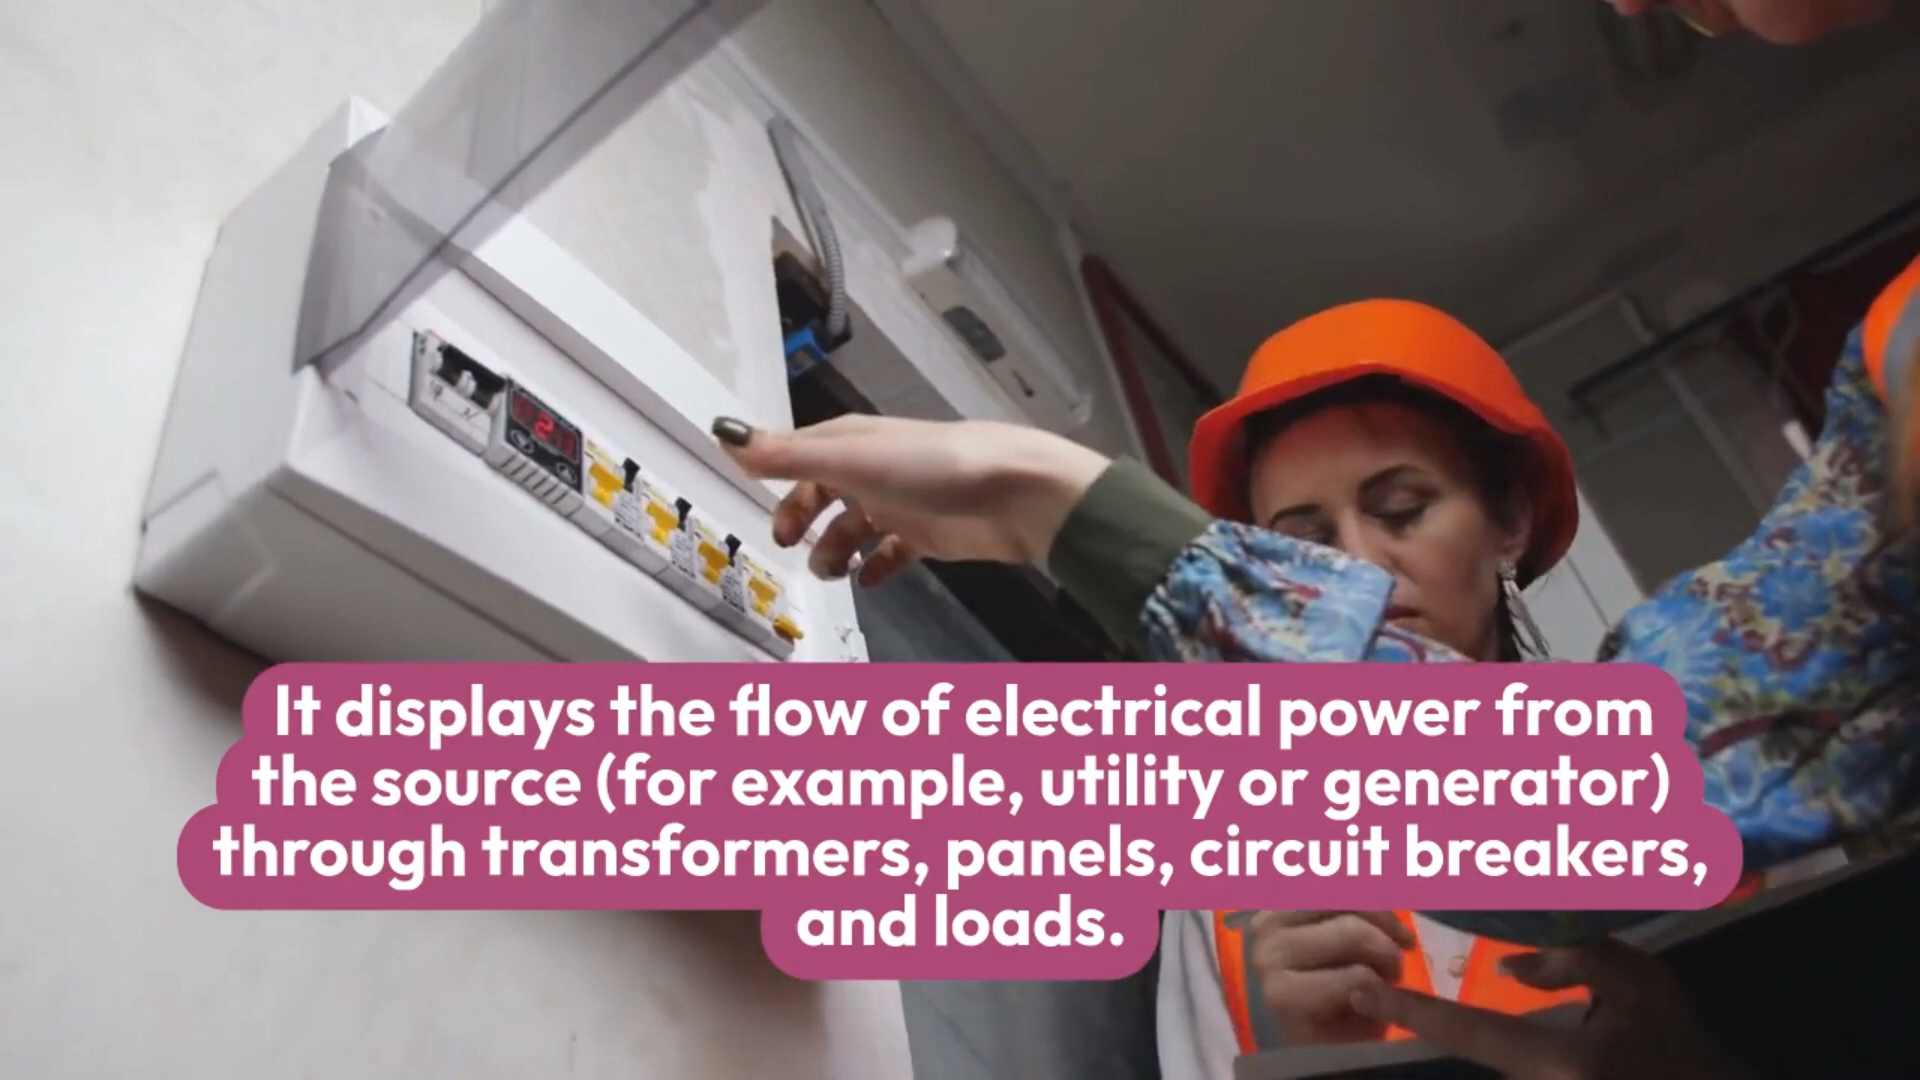 It displays the flow of electrical power from
the source (for example, utility or generator)
through transformers, panels, circuit breakers,
and loads.